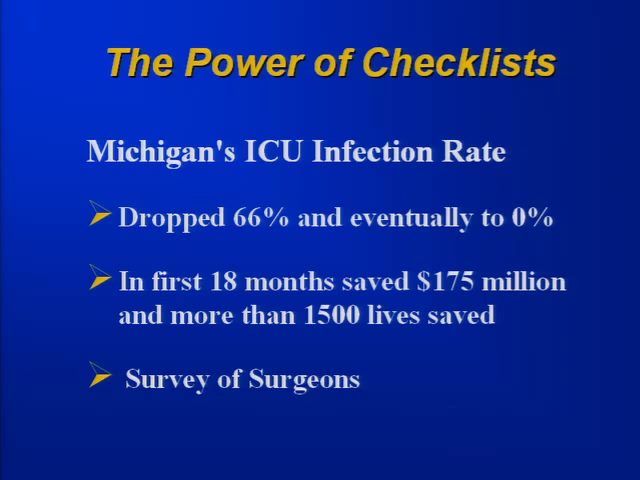 The Power of Checklists
Michigan's ICU Infection Rate
Dropped 66% and eventually to 0%
In first 18 months saved $175 million
and more than 1500 lives saved
Survey of Surgeons